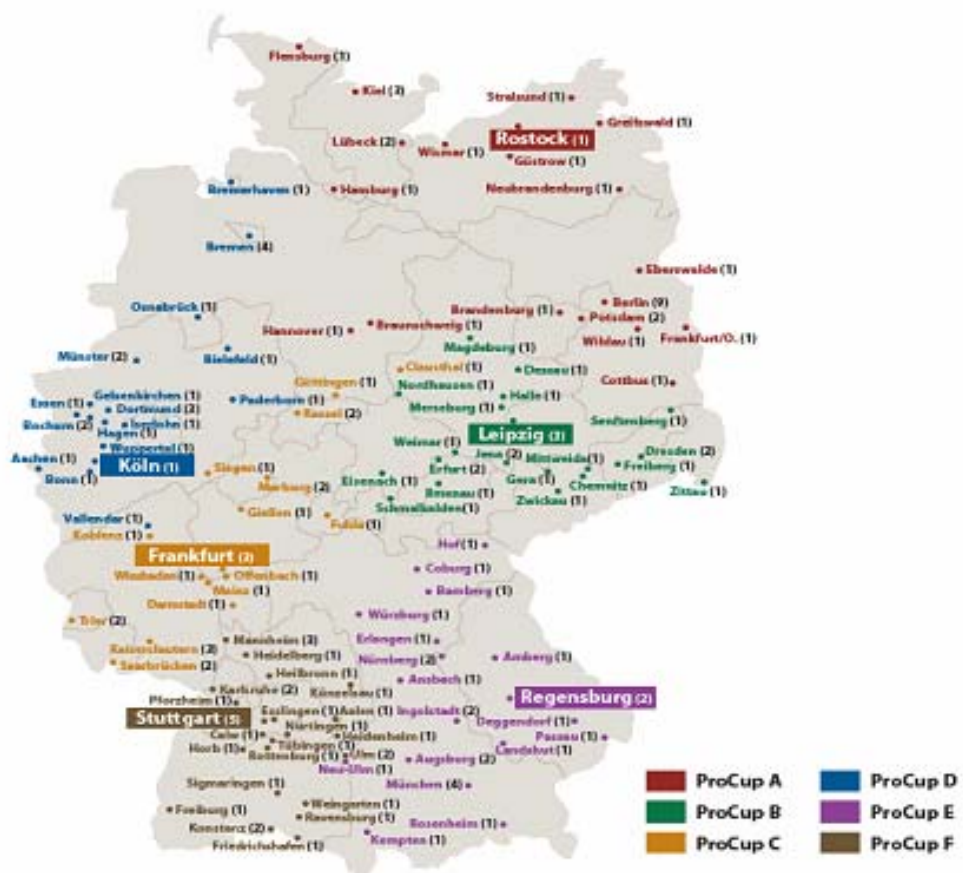 Flensburg (1)
Kiel (3)
Stralsund (1)
Greifswald (1)
Rostock (1)
Lübeck (2)
Wismar (1)
Güstrow (1)
Bremerhaven (1)
Hamburg (1)
Neubrandenburg (1)
Bremen (4)
Eberswalde (1)
Osnabrück (1)
Berlin (9)
Brandenburg (1)
Potsdam (2)
Hannover (1)
Braunschweig (1)
Wildau (1)
Frankfurt/O. (1)
Magdeburg (1)
Münster (2)
Bielefeld (1)
Clausthal (1)
Dessau (1)
Göttingen (1)
Cottbus (1)
Nordhausen (1)
Gelsenkirchen (1)
Paderborn (1)
Halle (1)
Essen (1)
Dortmund (3)
Kassel (2)
Merseburg (1)
Senftenberg (1)
Bochum (2)
Iserlohn (1)
Hagen (1)
Leipzig (3)
Weimar (1)
Wuppertal (1)
Dresden (2)
Jena (2)
Mittweida (1)
Aachen (1)
Köln (1)
Freiberg (1)
Siegen (1)
Erfurt (2)
Bonn (1)
Eisenach (1)
Gera (1)
Chemnitz (1)
Marburg (2)
Ilmenau (1)
Zittau (1)
Zwickau (1)
Gießen (1)
Schmalkalden (1)
Vallendar (1)
Fulda (1)
Koblenz (1)
Hof (1)
Frankfurt (2)
Coburg (1)
Wiesbaden (1)
Offenbach (1)
Mainz (1)
Bamberg (1)
Darmstadt (1)
Würzburg (1)
Trier (2)
Mannheim (3)
Erlangen (1)
Kaiserslautern (2)
Heidelberg (1)
Nürnberg (2)
Amberg (1)
Saarbrücken (2)
Heilbronn (1)
Ansbach (1)
Karlsruhe (2)
Künzelsau (1)
Regensburg (2)
Pforzheim (1)
Stuttgart (5)
Esslingen (1)
Aalen (1)
Ingolstadt (2)
Deggendorf (1)
Nürtingen (1)
Calw (1)
Heidenheim (1)
Passau (1)
Tübingen (1)
Landshut (1)
Horb (1)
Rottenburg (1)
Ulm (2)
Augsburg (2)
Neu-Ulm (1)
Sigmaringen (1)
München (4)
Weingarten (1)
Freiburg (1)
Ravensburg (1)
Konstanz (2)
Rosenheim (1)
Friedrichshafen (1)
Kempten (1)
ProCup A
ProCup D
ProCup B
ProCup E
ProCup C
ProCup F